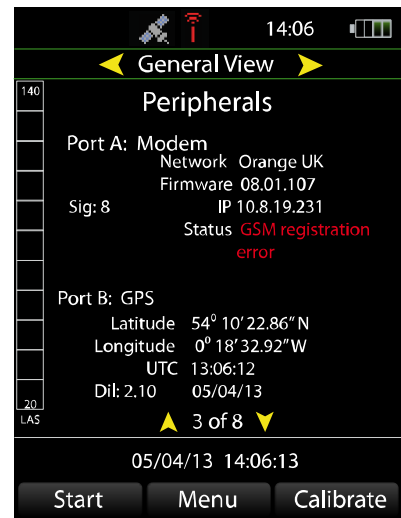 14:06
General View
140
Peripherals
Port A: Modem
Network Orange UK
Firmware 08.01.107
Sig: 8 IP 10.8.19.231
Status GSM registration
error
Port B: GPS
Latitude 54⁰ 10’ 22.86” N
Longitude 0⁰ 18’ 32.92” W
UTC 13:06:12
Dil: 2.10 05/04/13
20
LAS
3 of 8
05/04/13 14:06:13
Start Menu Calibrate